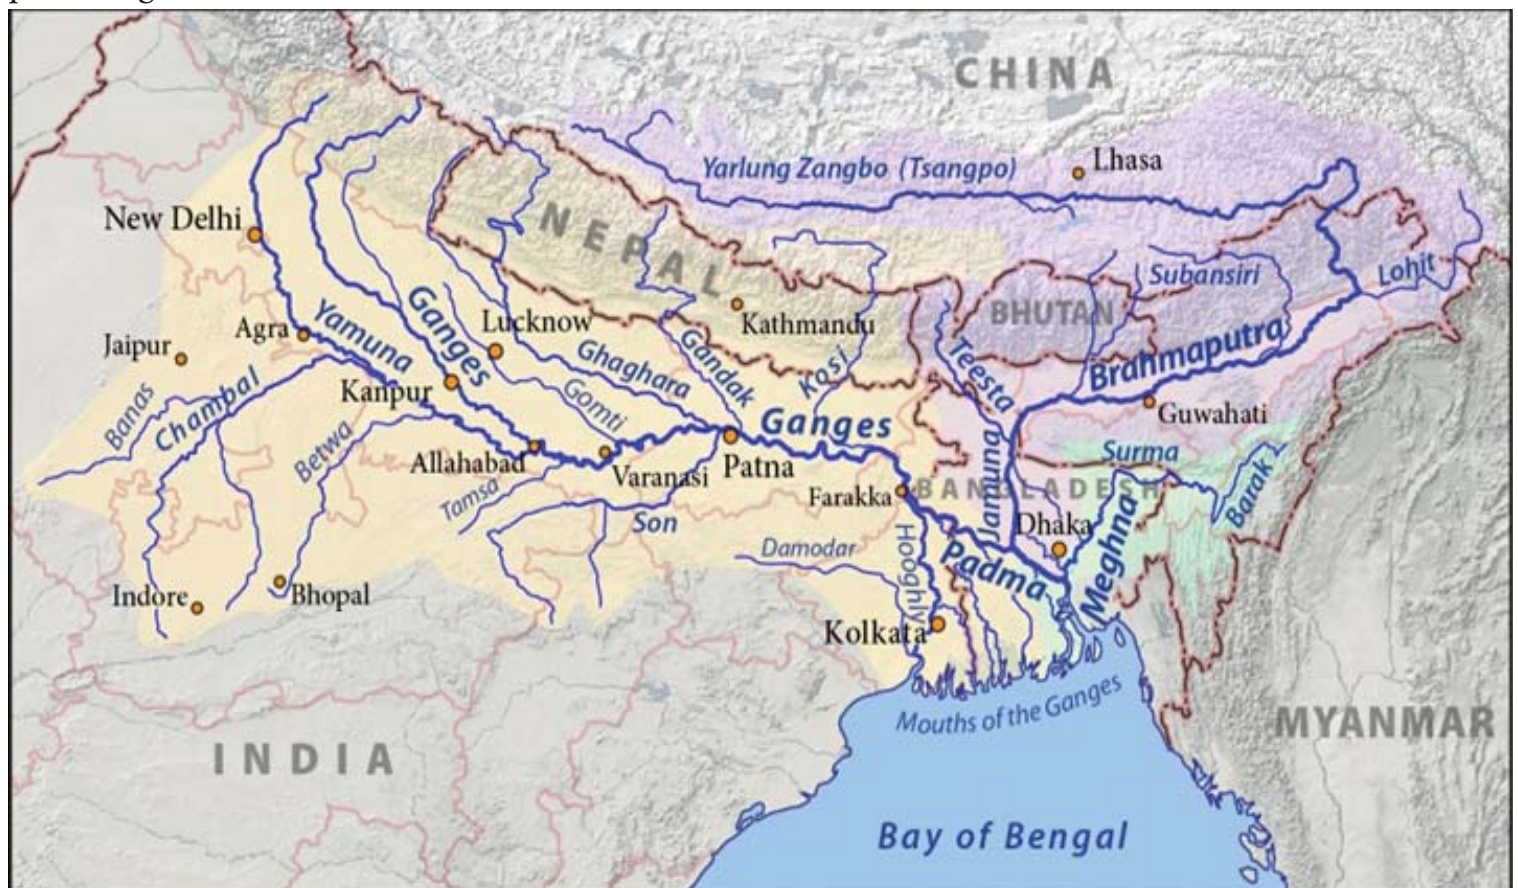 CHINA
Lhasa
Yarlung Zangbo (Tsangpo)
New Delhi
NEPAL
Subansiri
Lohit
BHUTAN
Kathmandu
Yamuna
Ganges
Lucknow
Agra
Jaipur
Ghaghara
Gandak
Kosi
Teesta
Brahmaputra
Kanpur
Gomti
Banas
Chambal
Betwa
Ganges
Guwahati
Allahabad
Varanasi
Patna
Surma
Tamsa
Farakka
BANGLADESH
Jamuna
Barak
Son
Dhaka
Meghna
Damodar
Hooghly
Padma
Indore
Bhopal
Kolkata
Mouths of the Ganges
MYANMAR
INDIA
Bay of Bengal